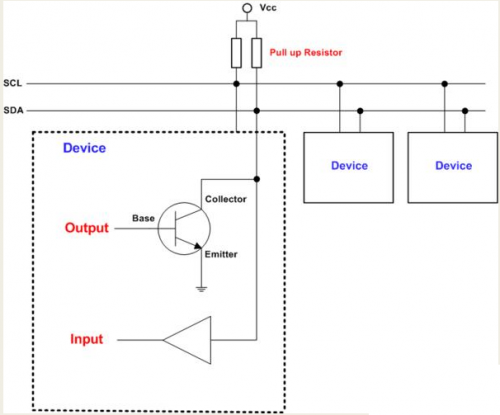 Vcc
Pull up Resistor
SCL
SDA
Device
Collector
Base
Output
Emitter
Input
Device
Device